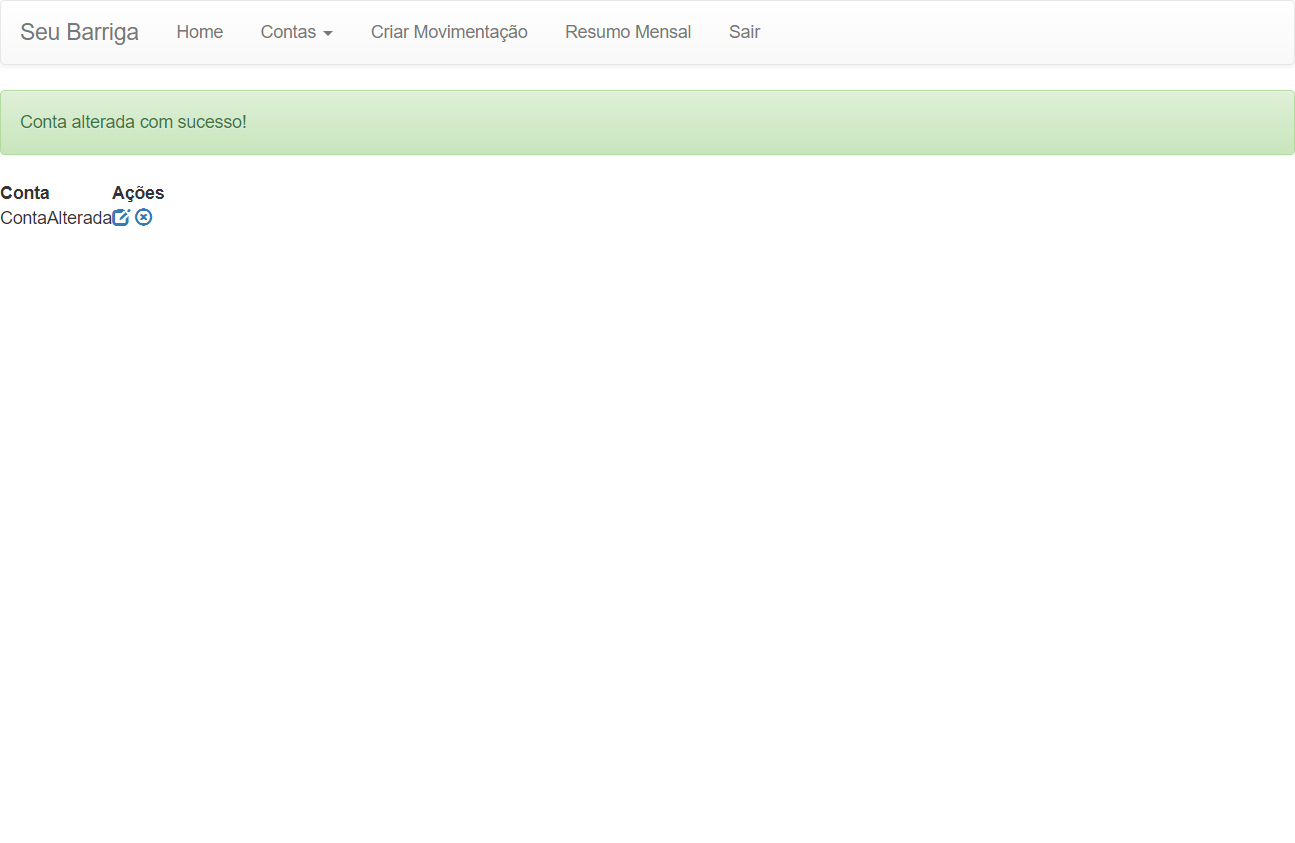 Seu Barriga Home Contas Criar Movimentação Resumo Mensal Sair
Conta alterada com sucesso!
Conta Ações
ContaAlterada